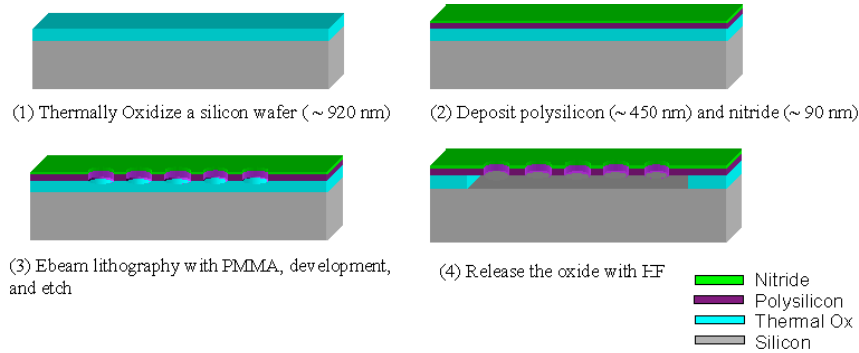 (1) Thermally Oxidize a silicon wafer (~ 920 nm)
(2) Deposit polysilicon (~ 450 nm) and nitride (~ 90 nm)
(3) Ebeam lithography with PMMA, development,
and etch
(4) Release the oxide with HF
Nitride
Polysilicon
Thermal Ox
Silicon